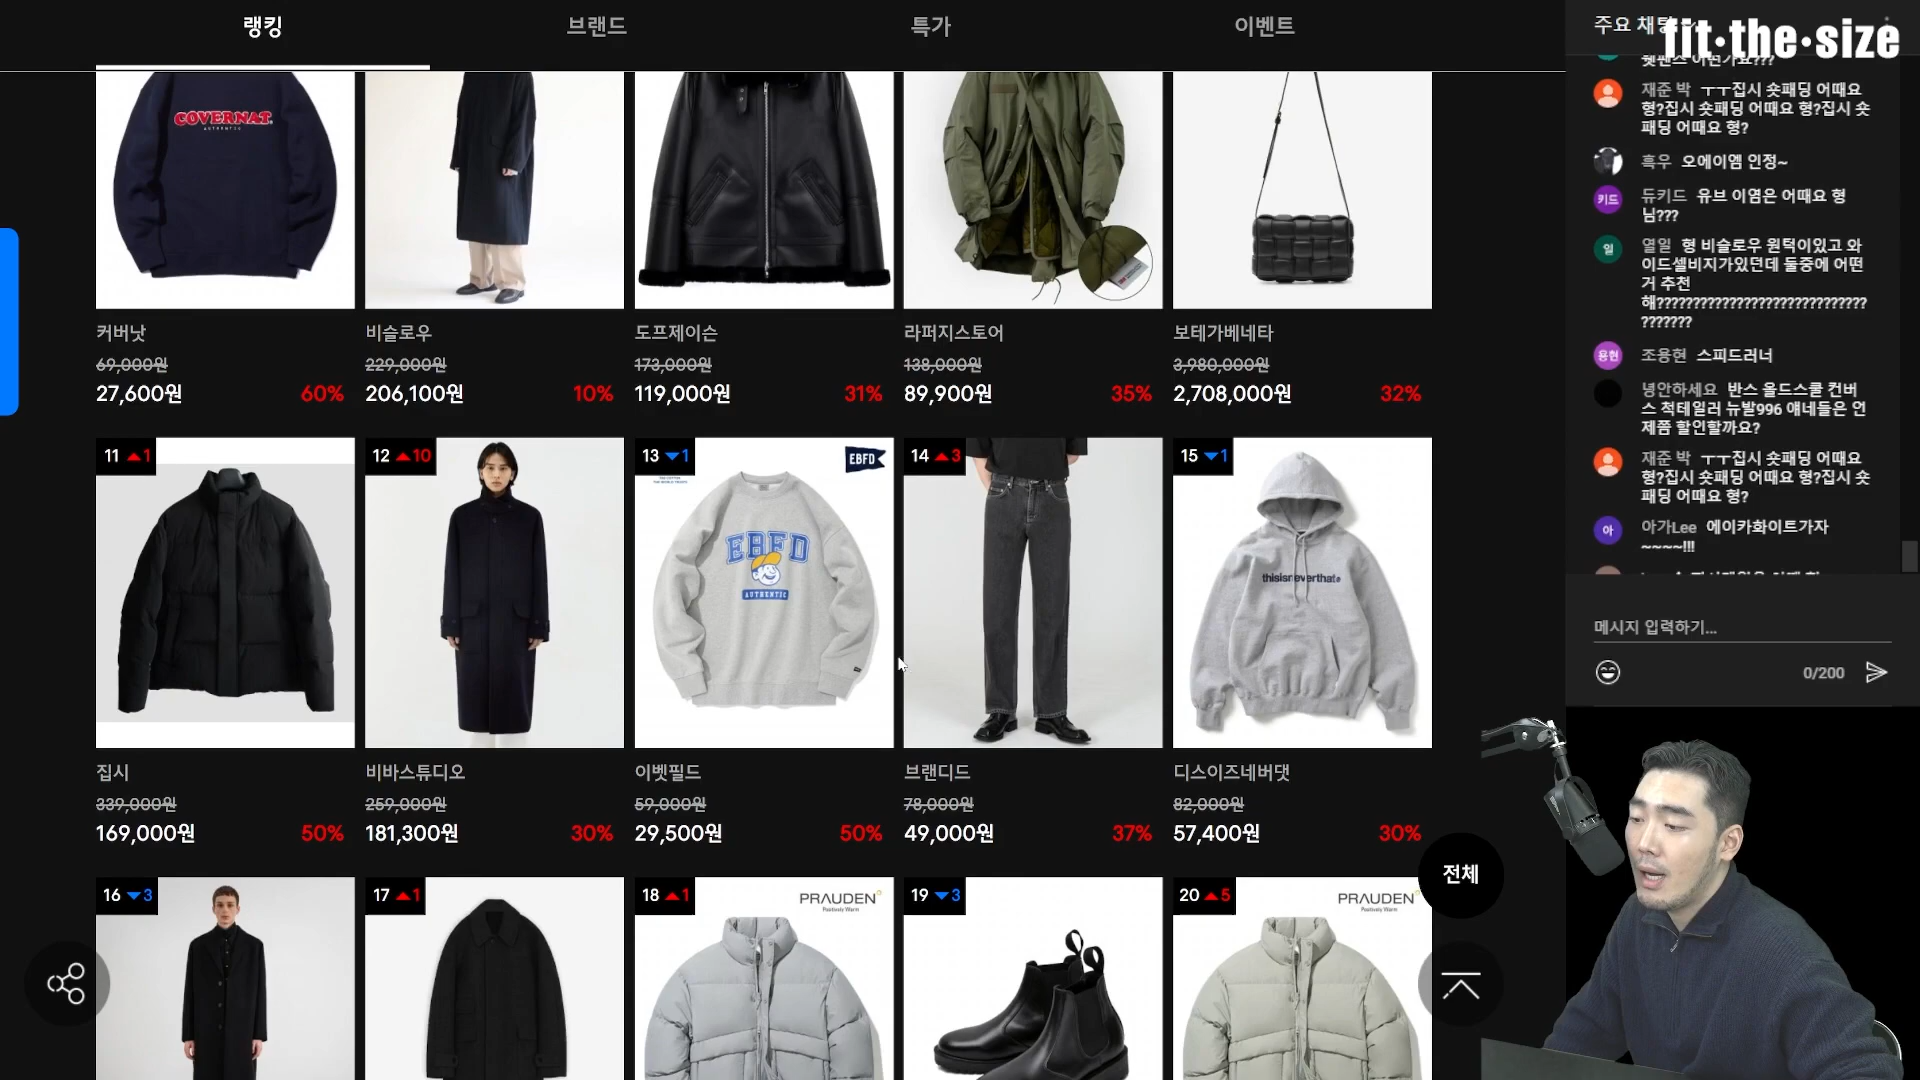 랭킹
브랜드
특가
이벤트
COVERNAT.
AUTHENTIC
커버낫
69,000원
27,600원 60%
비슬로우
229,000원
206,100원 10%
도프제이슨
173,000원
119,000원 31%
라퍼지스토어
138,000원
89,900원 35%
보테가베네타
3,980,000원
2,708,000원 32%
11 ▲1
12 ▲10
13 ▼1
EBFD
EBFD
AUTHENTIC
14 ▲3
15 ▼1
thisisneverthat®
집시
339,000원
169,000원 50%
비바스튜디오
259,000원
181,300원 30%
이벳필드
59,000원
29,500원 50%
브랜디드
78,000원
49,000원 37%
디스이즈네버댓
82,000원
57,400원 30%
16 ▼3
17 ▲1
18 ▲1
PRAUDEN
Positively Warm
19 ▼3
20 ▲5
PRAUDEN
Positively Warm
전체
주요 채팅
fit·the·size
재준 박 ㅜㅜ집시 숏패딩 어때요
형?집시 숏패딩 어때요 형?집시 숏
패딩 어때요 형?
흑우 오에이엠 인정~
키드
듀키드 유브 이염은 어때요 형
님???
일
열일 형 비슬로우 원턱이있고 와
이드셀비지가있던데 둘중에 어떤
거 추천
해?????????????????????????????
???????
용현
조용현 스피드러너
녕안하세요 반스 올드스쿨 컨버
스 척테일러 뉴발996 얘네들은 언
제쯤 할인할까요?
재준 박 ㅜㅜ집시 숏패딩 어때요
형?집시 숏패딩 어때요 형?집시 숏
패딩 어때요 형?
아
아가Lee 에이카화이트가자
~~~~!!!
메시지 입력하기...
0/200